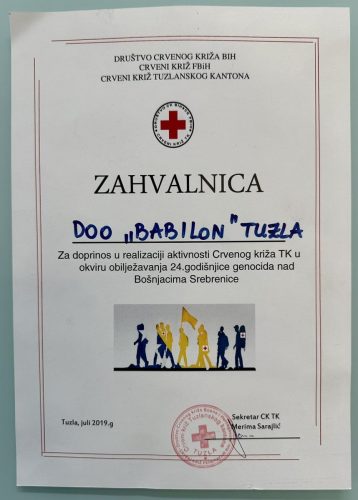 DRUŠTVO CRVENOG KRIŽA BIH
CRVENI KRIŽ FBiH
CRVENI KRIŽ TUZLANSKOG KANTONA
ZAHVALNICA
DOO „BABILON" TUZLA
Za doprinos u realizaciji aktivnosti Crvenog križa TK u
okviru obilježavanja 24.godišnjice genocida nad
Bošnjacima Srebrenice
Tuzla, juli 2019.g
Sekretar CK TK
Merima Sarajlić
TUZLA